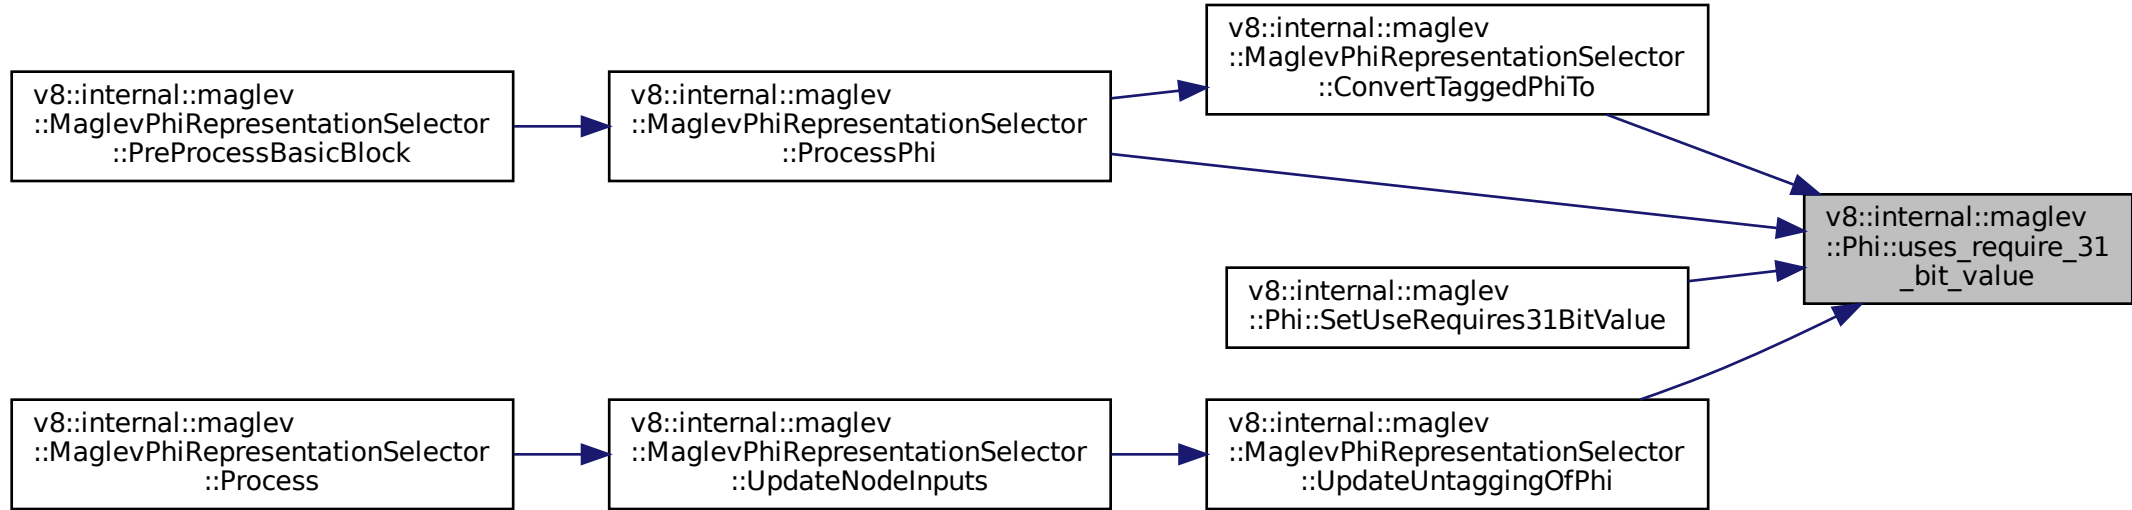 v8::internal::maglev
::MaglevPhiRepresentationSelector
::ConvertTaggedPhiTo
v8::internal::maglev
::MaglevPhiRepresentationSelector
::PreProcessBasicBlock
v8::internal::maglev
::MaglevPhiRepresentationSelector
::ProcessPhi
v8::internal::maglev
::Phi::uses_require_31
_bit_value
v8::internal::maglev
::Phi::SetUseRequires31BitValue
v8::internal::maglev
::MaglevPhiRepresentationSelector
::Process
v8::internal::maglev
::MaglevPhiRepresentationSelector
::UpdateNodeInputs
v8::internal::maglev
::MaglevPhiRepresentationSelector
::UpdateUntaggingOfPhi